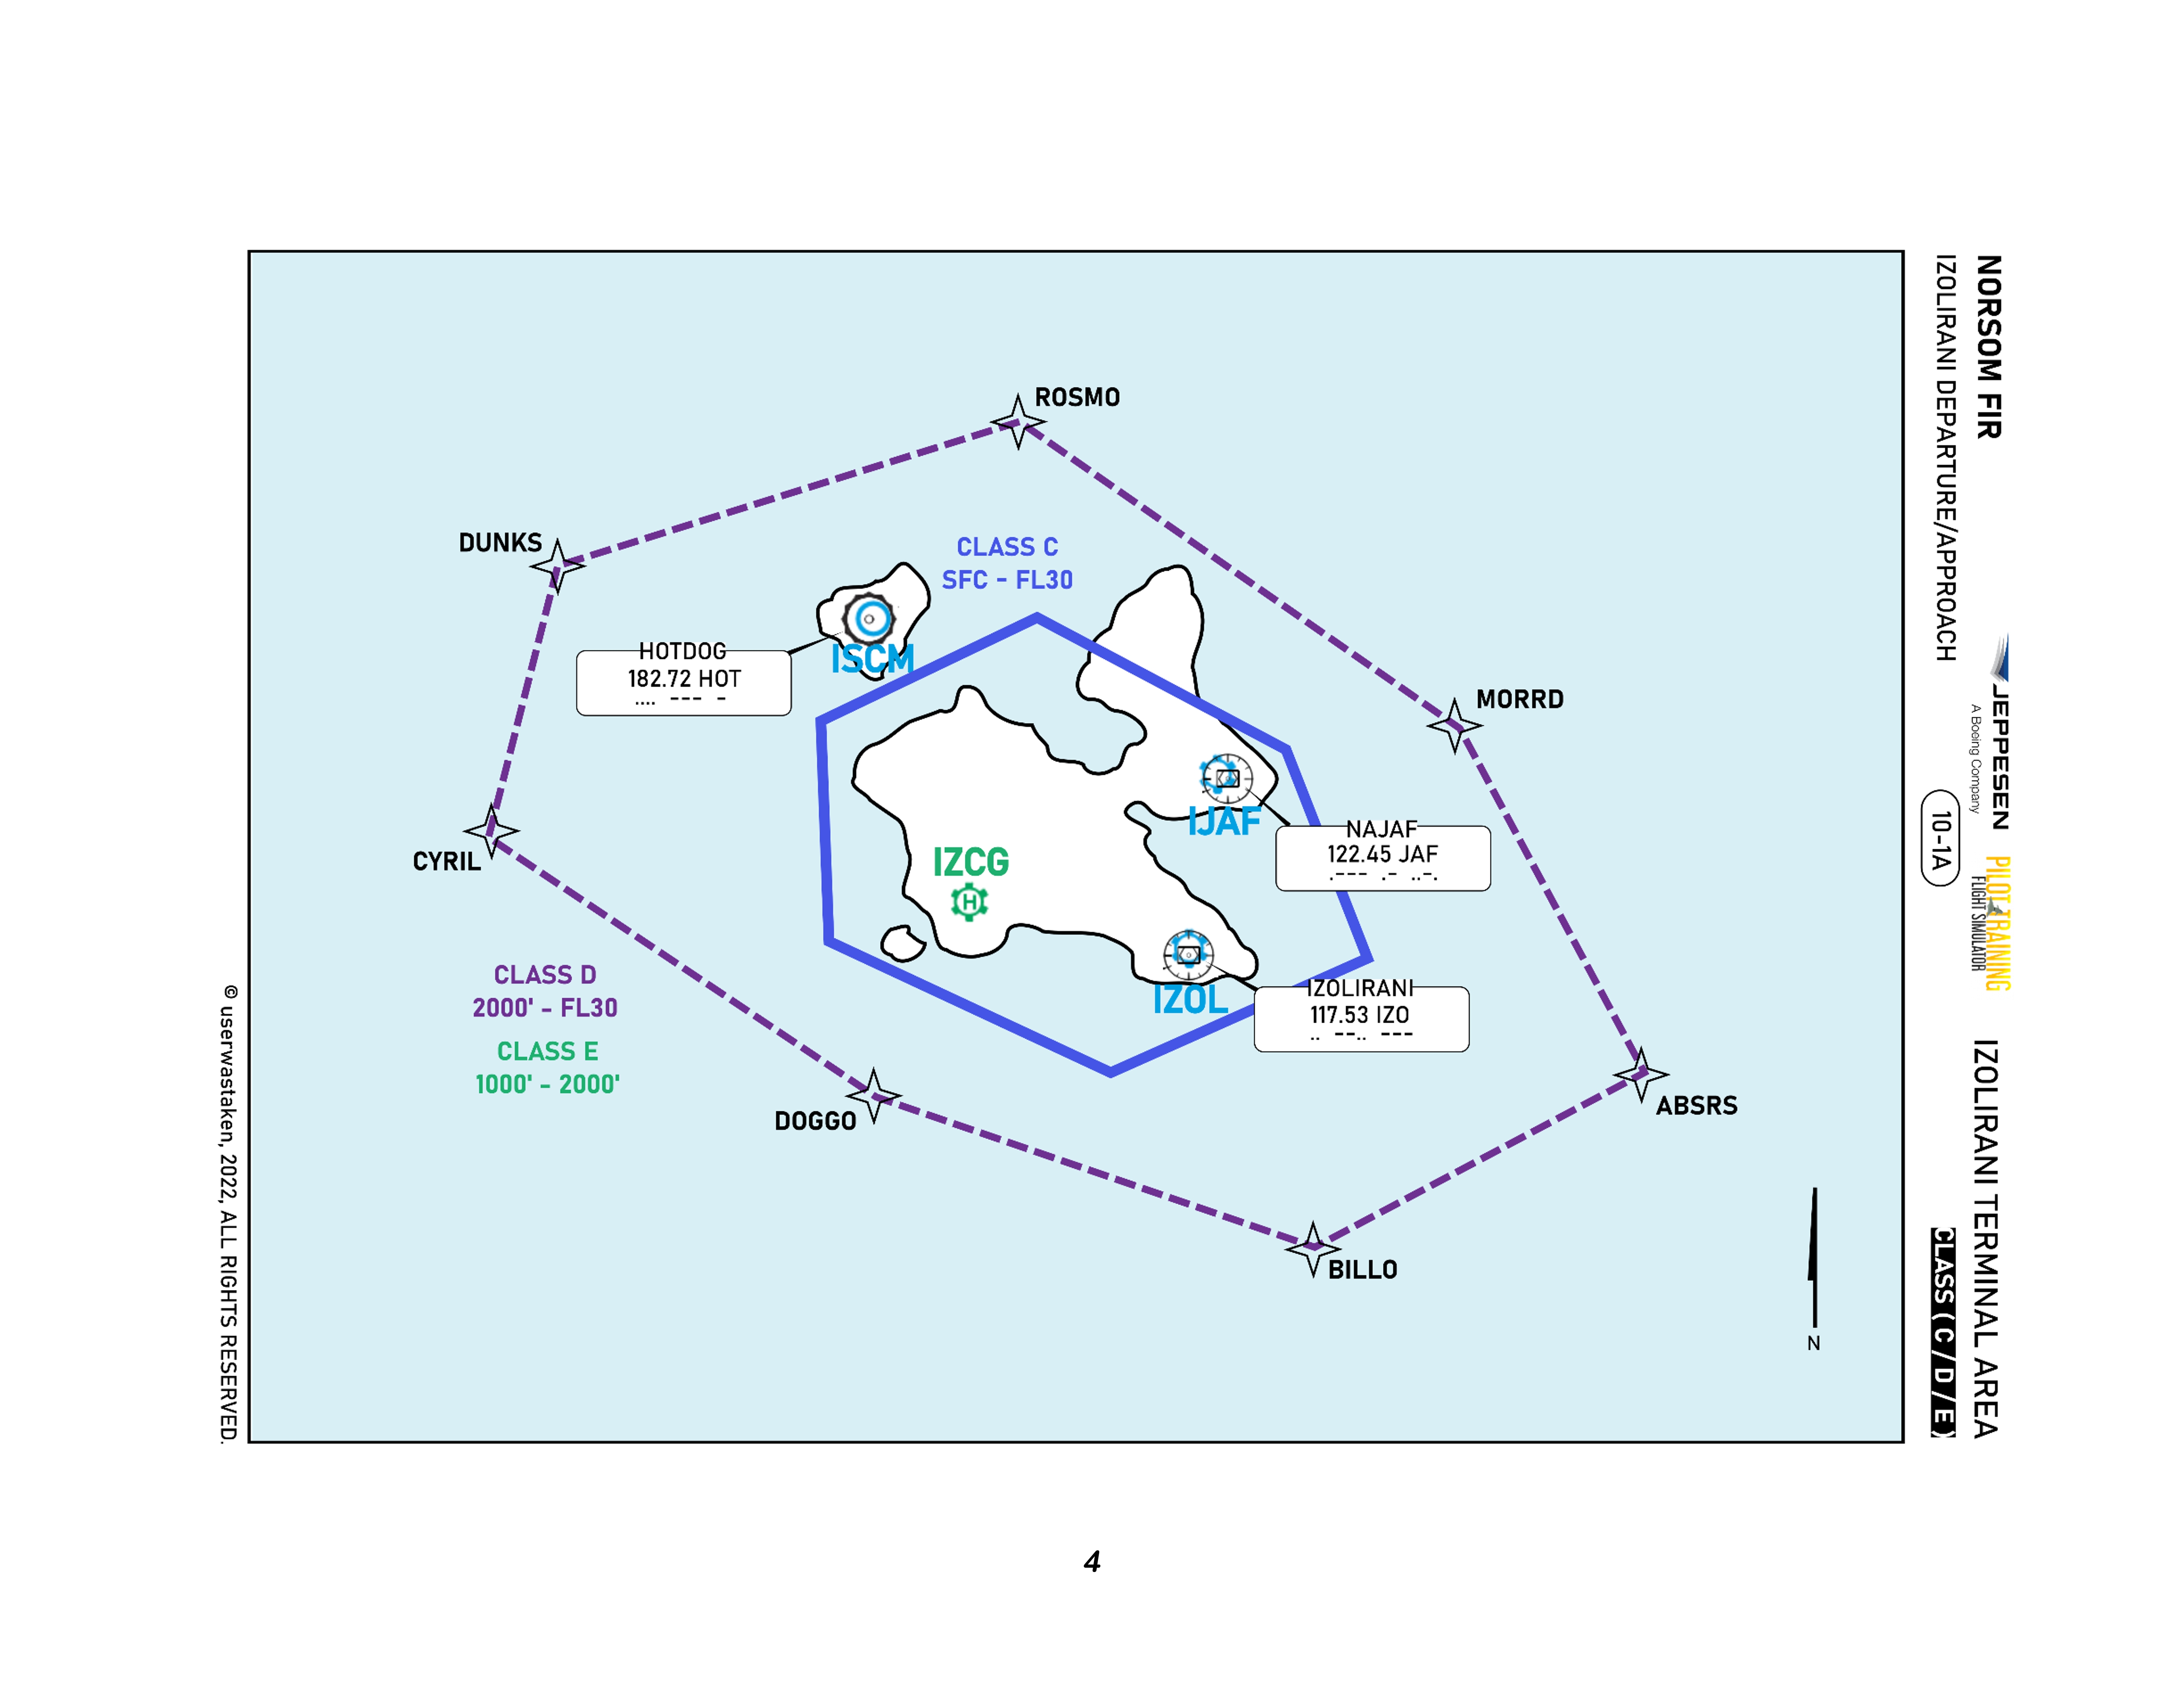 NORSOM FIR
IZOLIRANI DEPARTURE/APPROACH
JEPPESEN
A Boeing Company
10-1A
PILOT TRAINING
FLIGHT SIMULATOR
IZOLIRANI TERMINAL AREA
CLASS (C / D / E)
ROSMO
DUNKS
CLASS C
SFC - FL30
HOTDOG
182.72 HOT
.... --- -
ISCM
MORRD
IJAF
NAJAF
122.45 JAF
.--- .- ..-.
CYRIL
IZCG
H
CLASS D
2000' - FL30
CLASS E
1000' - 2000'
IZOL
IZOLIRANI
117.53 IZO
.. --.. ---
DOGGO
ABSRS
BILLO
N
© userwastaken, 2022, ALL RIGHTS RESERVED.
4